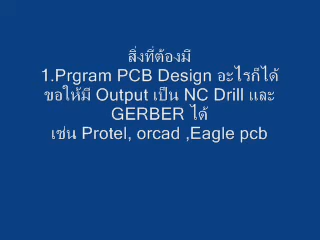 สิ่งที่ต้องมี
1.Prgram PCB Design อะไรก็ได้
ขอให้มี Output เป็น NC Drill และ
GERBER ได้
เช่น Protel, orcad ,Eagle pcb